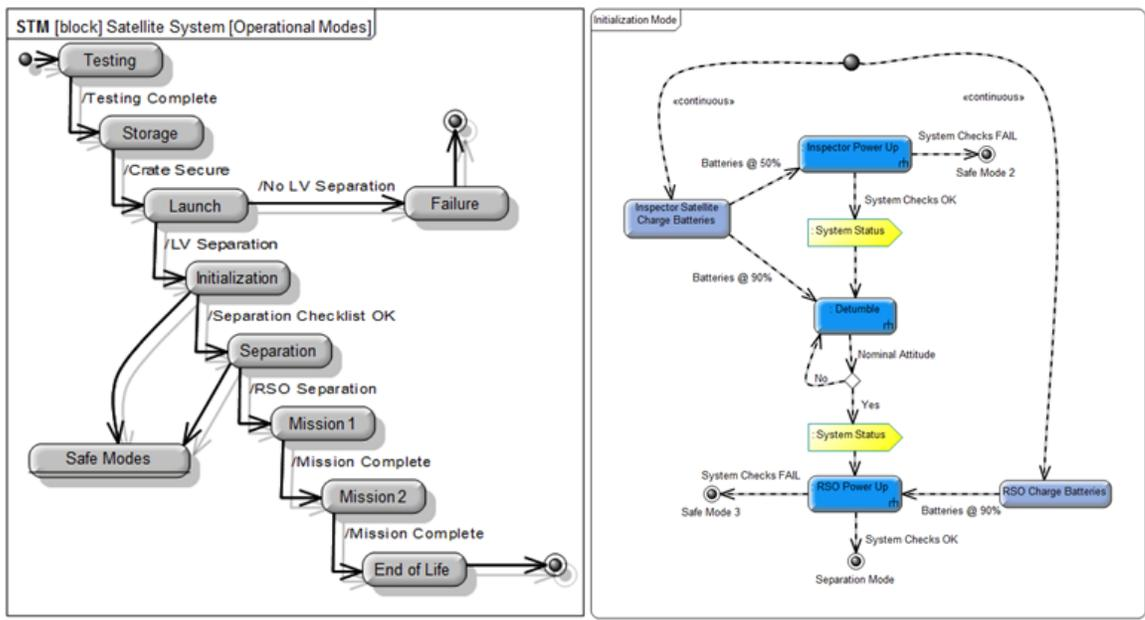 STM [block] Satellite System [Operational Modes]
Testing
/Testing Complete
Storage
/Crate Secure
Launch
/No LV Separation
Failure
/LV Separation
Initialization
/Separation Checklist OK
Separation
/RSO Separation
Safe Modes
Mission 1
/Mission Complete
Mission 2
/Mission Complete
End of Life
Initialization Mode
«continuous»
«continuous»
: Inspector Power Up
System Checks FAIL
Safe Mode 2
Batteries @ 50%
System Checks OK
Inspector Satellite
Charge Batteries
: System Status
Batteries @ 90%
: Detumble
Nominal Attitude
No
Yes
: System Status
System Checks FAIL
: RSO Power Up
RSO Charge Batteries
Safe Mode 3
Batteries @ 90%
System Checks OK
Separation Mode